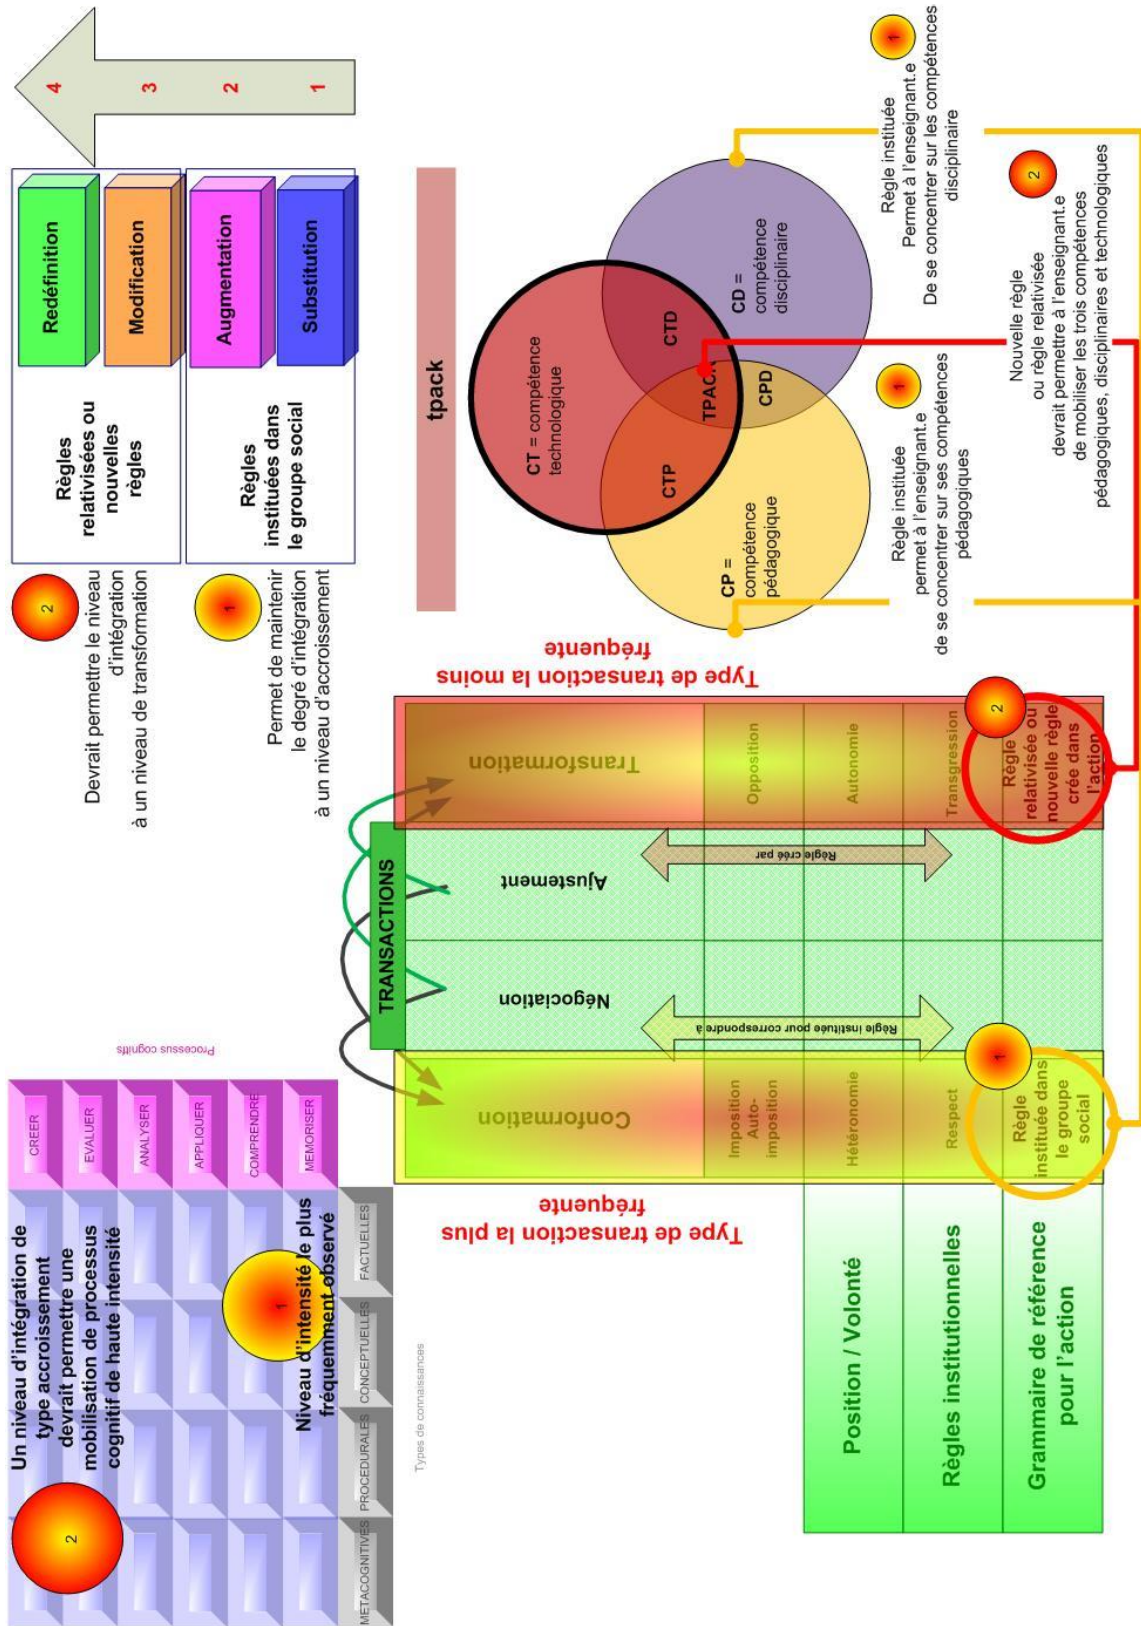 Un niveau d'intégration de
type accroissement
devrait permettre une
mobilisation de processus
cognitif de haute intensité
2
1
Niveau d'intensité le plus
fréquemment observé
CREER
EVALUER
ANALYSER
APPLIQUER
COMPRENDRE
MEMORISER
Processus cognitifs
METACOGNITIVES
PROCEDURALES
CONCEPTUELLES
FACTUELLES
Types de connaissances
2
Devrait permettre le niveau
d'intégration
à un niveau de transformation
1
Permet de maintenir
le degré d'intégration
à un niveau d'accroissement
Règles
relativisées ou
nouvelles
règles
Règles
instituées dans
le groupe social
Redéfinition
Modification
Augmentation
Substitution
4
3
2
1
TRANSACTIONS
Type de transaction la plus
fréquente
Conformation
Négociation
Ajustement
Transformation
Type de transaction la moins
fréquente
Règle institué pour correspondre à
Règle créé par
Position / Volonté
Imposition
Auto-
imposition
Opposition
Hétéronomie
Autonomie
Règles institutionnelles
Respect
Transgression
Grammaire de référence
pour l'action
1
Règle
instituée dans
le groupe
social
2
Règle
relativisée ou
nouvelle règle
crée dans
l'action
tpack
CT = compétence
technologique
CTP
CTD
TPACK
CPD
CP =
compétence
pédagogique
CD =
compétence
disciplinaire
1
Règle instituée
permet à l'enseignant.e
de se concentrer sur ses compétences
pédagogiques
1
Règle instituée
Permet à l'enseignant.e
De se concentrer sur les compétences
disciplinaire
2
Nouvelle règle
ou règle relativisée
devrait permettre à l'enseignant.e
de mobiliser les trois compétences
pédagogiques, disciplinaires et technologiques